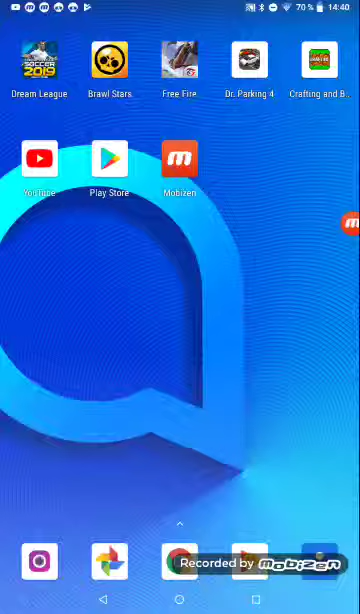 70 % 14:40
SOCCER
2019
Dream League
Brawl Stars
Free Fire
Dr. Parking 4
Crafting and B...
YouTube
Play Store
Mobizen
Recorded by mobizen